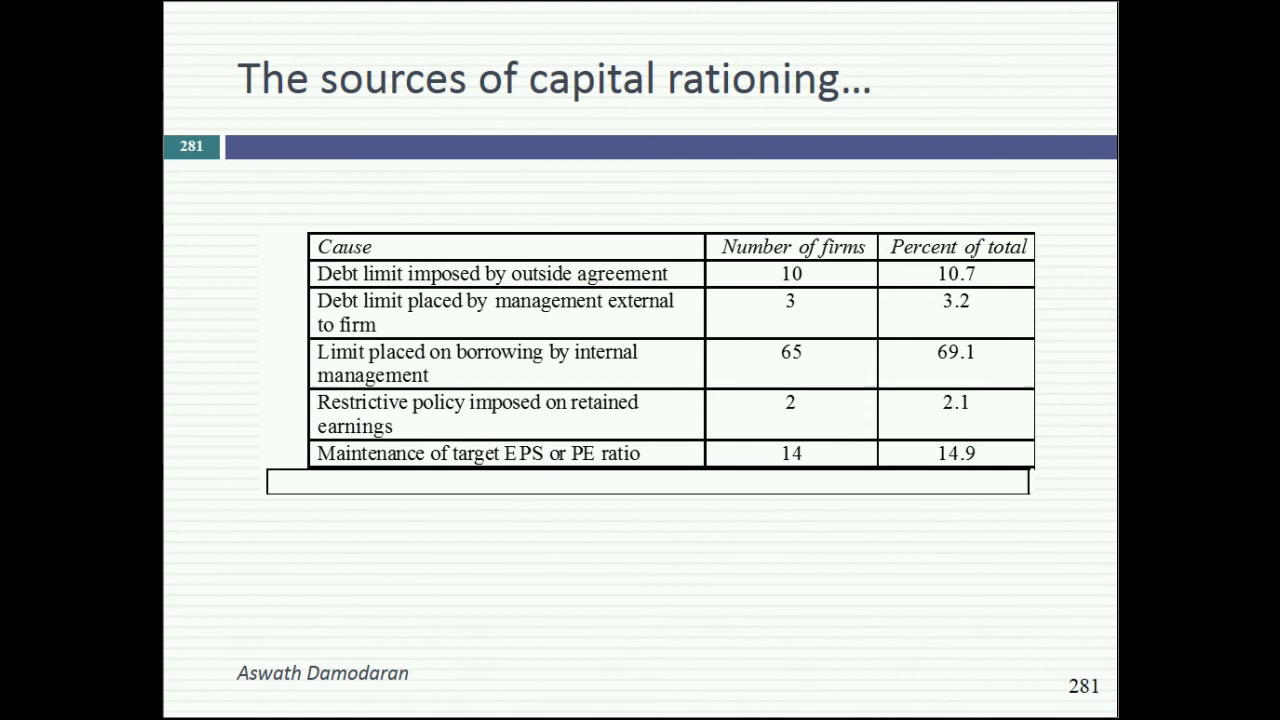 The sources of capital rationing...
281
Cause Number of firms Percent of total
Debt limit imposed by outside agreement 10 10.7
Debt limit placed by management external 3 3.2
to firm
Limit placed on borrowing by internal 65 69.1
management
Restrictive policy imposed on retained 2 2.1
earnings
Maintenance of target EPS or PE ratio 14 14.9
Aswath Damodaran
281